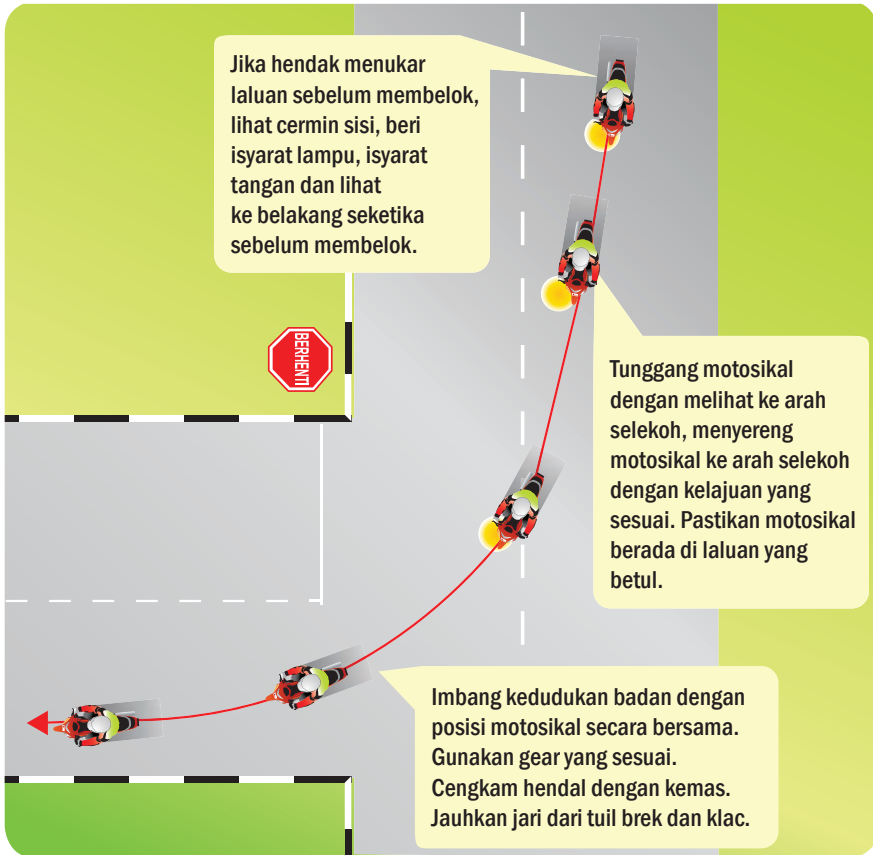 Jika hendak menukar
laluan sebelum membelok,
lihat cermin sisi, beri
isyarat lampu, isyarat
tangan dan lihat
ke belakang seketika
sebelum membelok.
BERHENTI
Tunggang motosikal
dengan melihat ke arah
selekoh, menyereng
motosikal ke arah selekoh
dengan kelajuan yang
sesuai. Pastikan motosikal
berada di laluan yang
betul.
Imbang kedudukan badan dengan
posisi motosikal secara bersama.
Gunakan gear yang sesuai.
Cengkam hendal dengan kemas.
Jauhkan jari dari tuil brek dan klac.